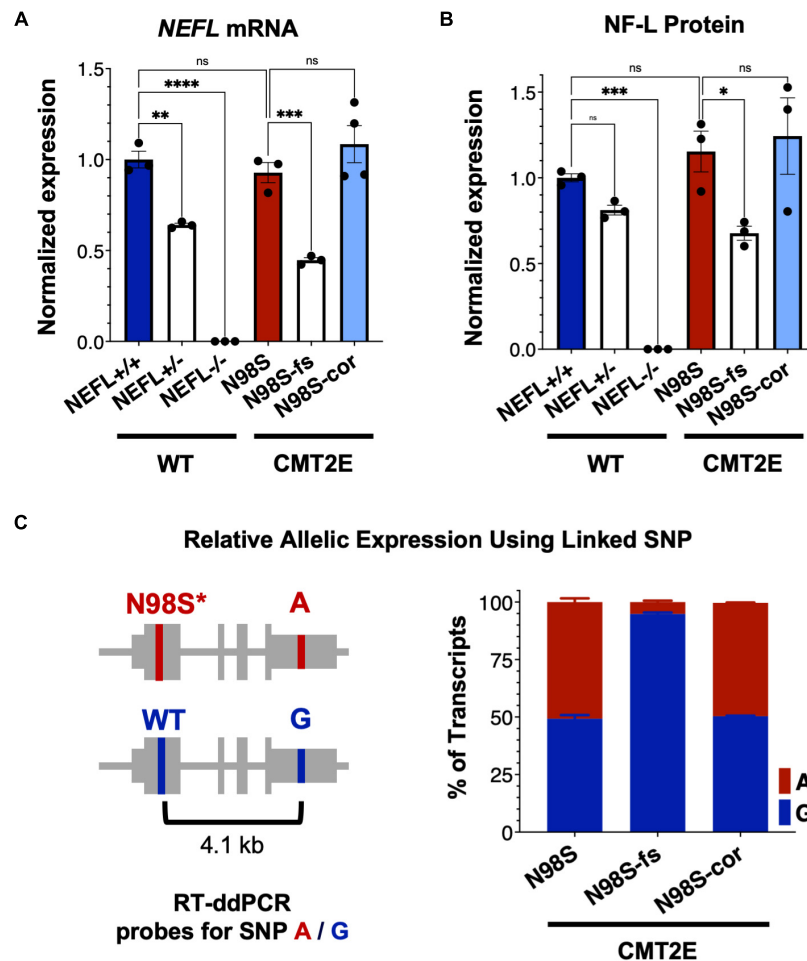 A
NEFL mRNA
Normalized expression
1.5
1.0
0.5
0.0
ns
****
**
ns
***
NEFL+/+
NEFL+/-
NEFL-/-
N98S
N98S-fs
N98S-cor
WT
CMT2E
B
NF-L Protein
Normalized expression
1.5
1.0
0.5
0.0
ns
***
ns
ns
*
NEFL+/+
NEFL+/-
NEFL-/-
N98S
N98S-fs
N98S-cor
WT
CMT2E
C
Relative Allelic Expression Using Linked SNP
N98S*
A
WT
G
4.1 kb
RT-ddPCR
probes for SNP A / G
% of Transcripts
100
75
50
25
0
A
G
N98S
N98S-fs
N98S-cor
CMT2E